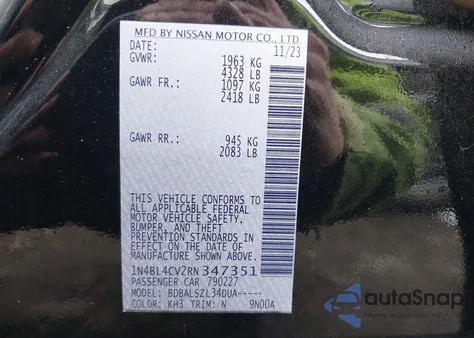 MFD BY NISSAN MOTOR CO., LTD.
DATE: 11/23
GVWR: 1963 KG
4328 LB
GAWR FR.: 1097 KG
2418 LB
GAWR RR.: 945 KG
2083 LB
THIS VEHICLE CONFORMS TO
ALL APPLICABLE FEDERAL
MOTOR VEHICLE SAFETY,
BUMPER, AND THEFT
PREVENTION STANDARDS IN
EFFECT ON THE DATE OF
MANUFACTURE SHOWN ABOVE.
1N4BL4CV2RN347351
PASSENGER CAR 790227
MODEL: BDBALSZL34DUA-----
COLOR: KH3 TRIM: N 9N00A
autoSnap
Trade.Fix.Drive.